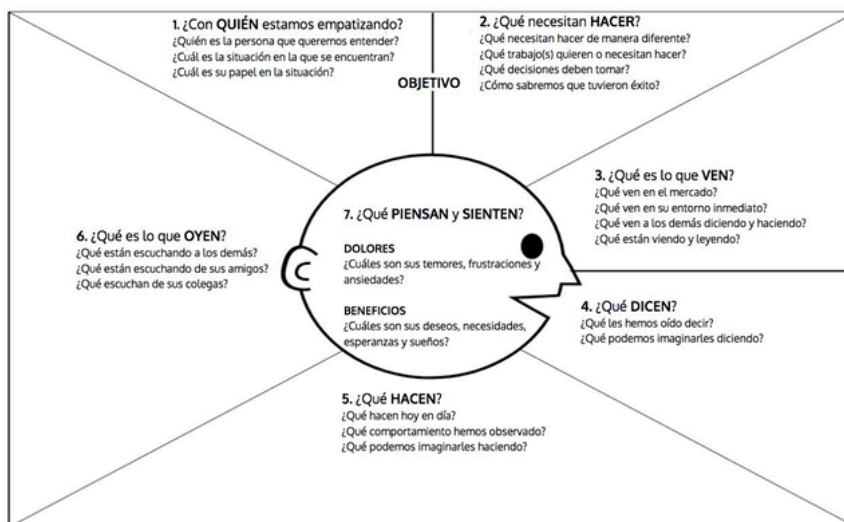 1. ¿Con QUIÉN estamos empatizando?
¿Quién es la persona que queremos entender?
¿Cuál es la situación en la que se encuentran?
¿Cuál es su papel en la situación?
OBJETIVO
2. ¿Qué necesitan HACER?
¿Qué necesitan hacer de manera diferente?
¿Qué trabajo(s) quieren o necesitan hacer?
¿Qué decisiones deben tomar?
¿Cómo sabremos que tuvieron éxito?
3. ¿Qué es lo que VEN?
¿Qué ven en el mercado?
¿Qué ven en su entorno inmediato?
¿Qué ven a los demás diciendo y haciendo?
¿Qué están viendo y leyendo?
4. ¿Qué DICEN?
¿Qué les hemos oído decir?
¿Qué podemos imaginarles diciendo?
5. ¿Qué HACEN?
¿Qué hacen hoy en día?
¿Qué comportamiento hemos observado?
¿Qué podemos imaginarles haciendo?
6. ¿Qué es lo que OYEN?
¿Qué están escuchando a los demás?
¿Qué están escuchando de sus amigos?
¿Qué escuchan de sus colegas?
7. ¿Qué PIENSAN y SIENTEN?
DOLORES
¿Cuáles son sus temores, frustraciones y
ansiedades?
BENEFICIOS
¿Cuáles son sus deseos, necesidades,
esperanzas y sueños?